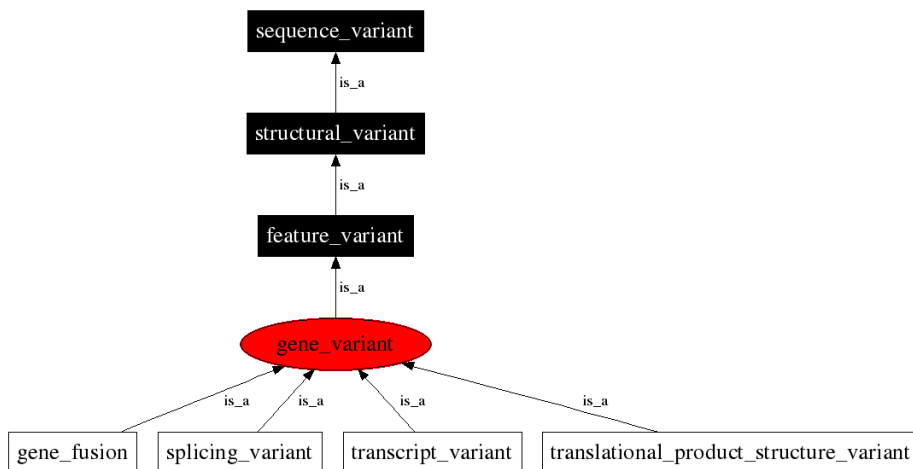 sequence_variant
is_a
structural_variant
is_a
feature_variant
is_a
gene_variant
is_a is_a is_a is_a
gene_fusion splicing_variant transcript_variant translational_product_structure_variant